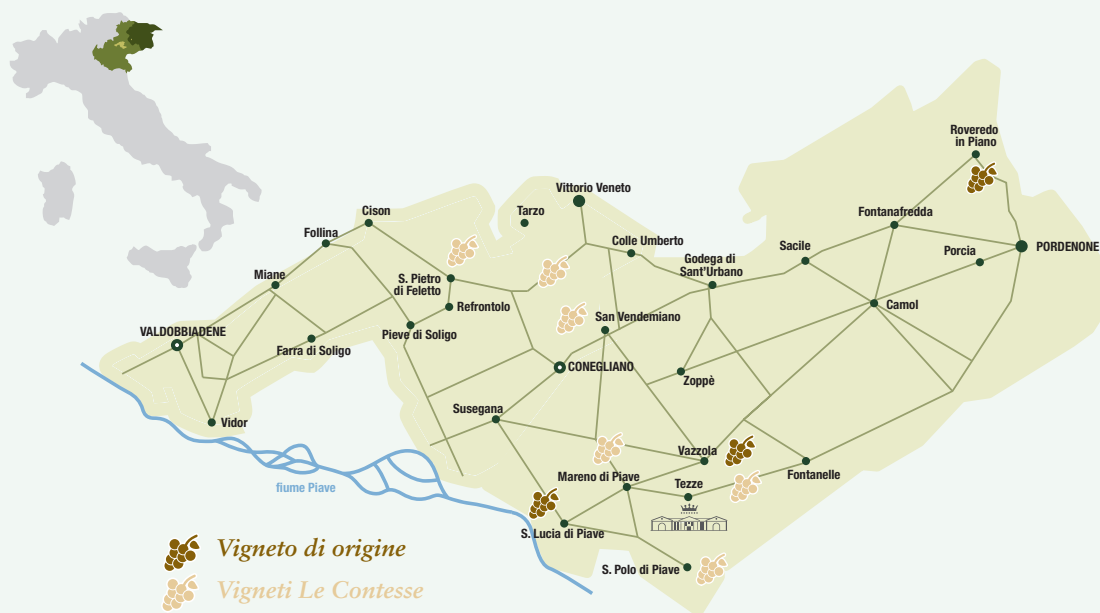 Roveredo
in Piano
Vittorio Veneto
Cison
Tarzo
Fontanafredda
Follina
Colle Umberto
Sacile
PORDENONE
Porcia
Godega di
Sant'Urbano
Miane
S. Pietro
di Feletto
Refrontolo
Camol
San Vendemiano
VALDOBBIADENE
Pieve di Soligo
Farra di Soligo
CONEGLIANO
Zoppè
Susegana
Vidor
Vazzola
Mareno di Piave
Fontanelle
Tezze
fiume Piave
S. Lucia di Piave
S. Polo di Piave
Vigneto di origine
Vigneti Le Contesse